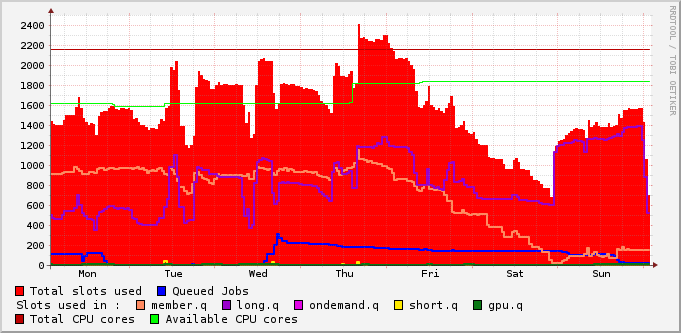 RRDTOOL / TOBI OETIKER
2400
2200
2000
1800
1600
1400
1200
1000
800
600
400
200
0
Mon Tue Wed Thu Fri Sat Sun
Total slots used Queued Jobs
Slots used in : member.q long.q ondemand.q short.q gpu.q
Total CPU cores Available CPU cores